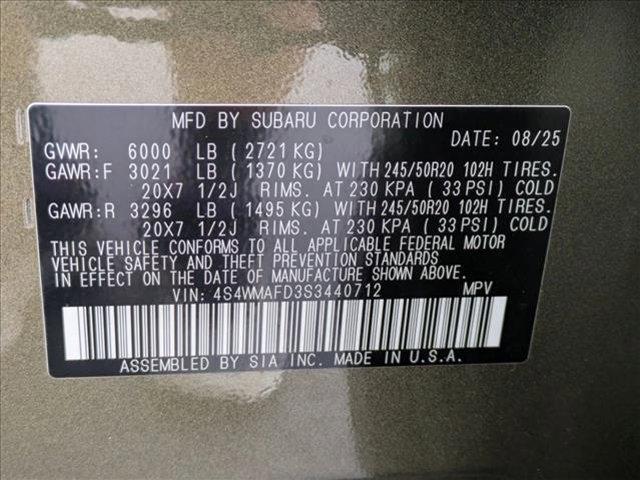 MFD BY SUBARU CORPORATION
DATE: 08/25
GVWR: 6000 LB ( 2721 KG)
GAWR:F 3021 LB ( 1370 KG) WITH 245/50R20 102H TIRES.
20X7 1/2J RIMS. AT 230 KPA ( 33 PSI) COLD
GAWR:R 3296 LB ( 1495 KG) WITH 245/50R20 102H TIRES.
20X7 1/2J RIMS. AT 230 KPA ( 33 PSI) COLD
THIS VEHICLE CONFORMS TO ALL APPLICABLE FEDERAL MOTOR
VEHICLE SAFETY AND THEFT PREVENTION STANDARDS
IN EFFECT ON THE DATE OF MANUFACTURE SHOWN ABOVE.
VIN: 4S4WMAFD3S3440712 MPV
ASSEMBLED BY SIA INC. MADE IN U.S.A.